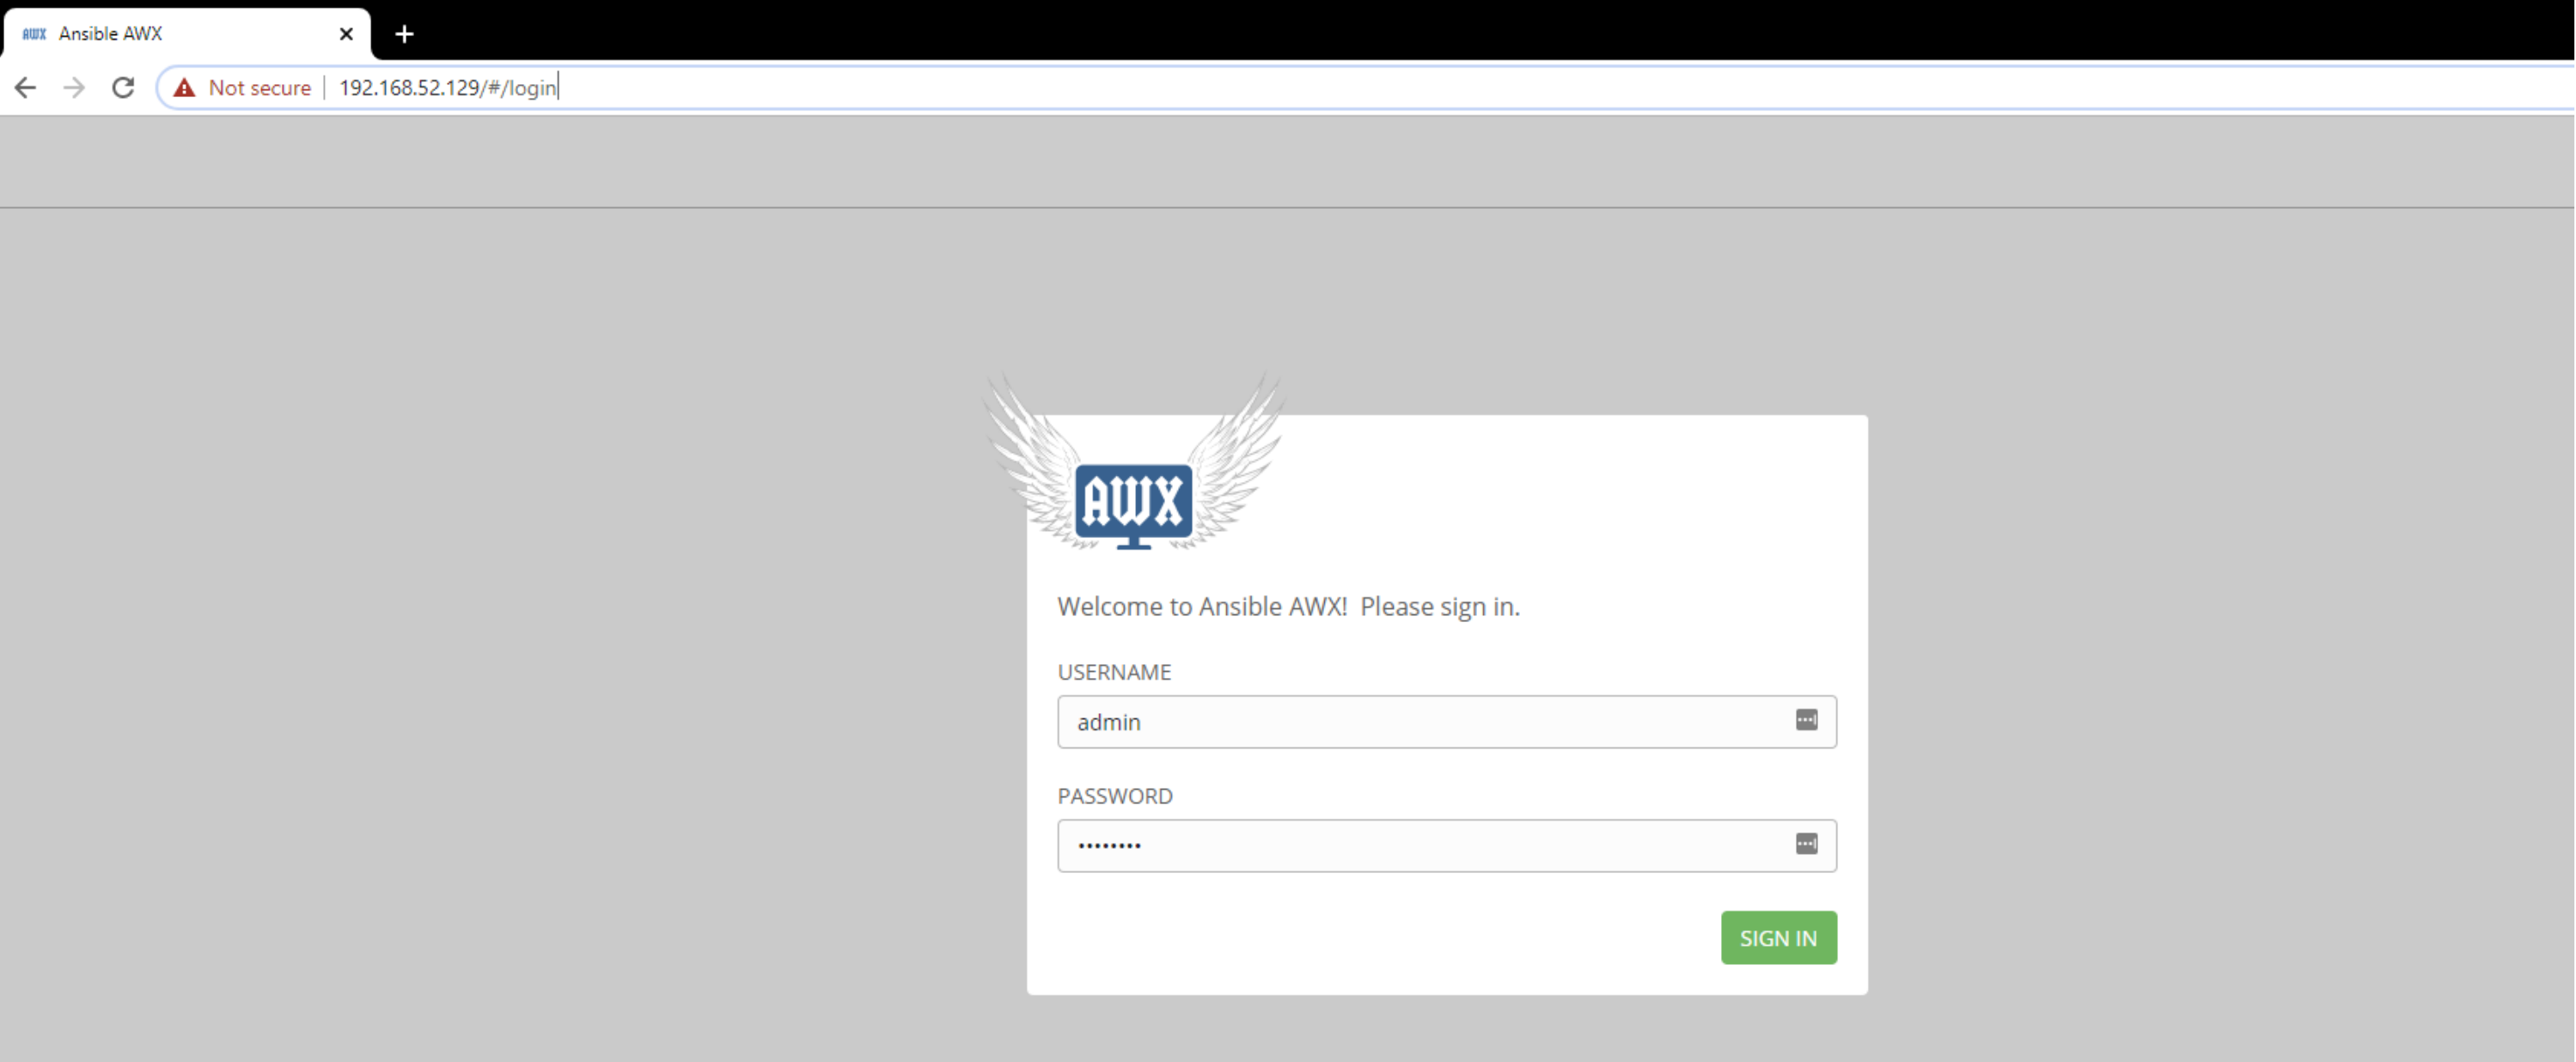 AWX Ansible AWX
Not secure 192.168.52.129/#/login
AWX
Welcome to Ansible AWX! Please sign in.
USERNAME
admin
PASSWORD
••••••••
SIGN IN